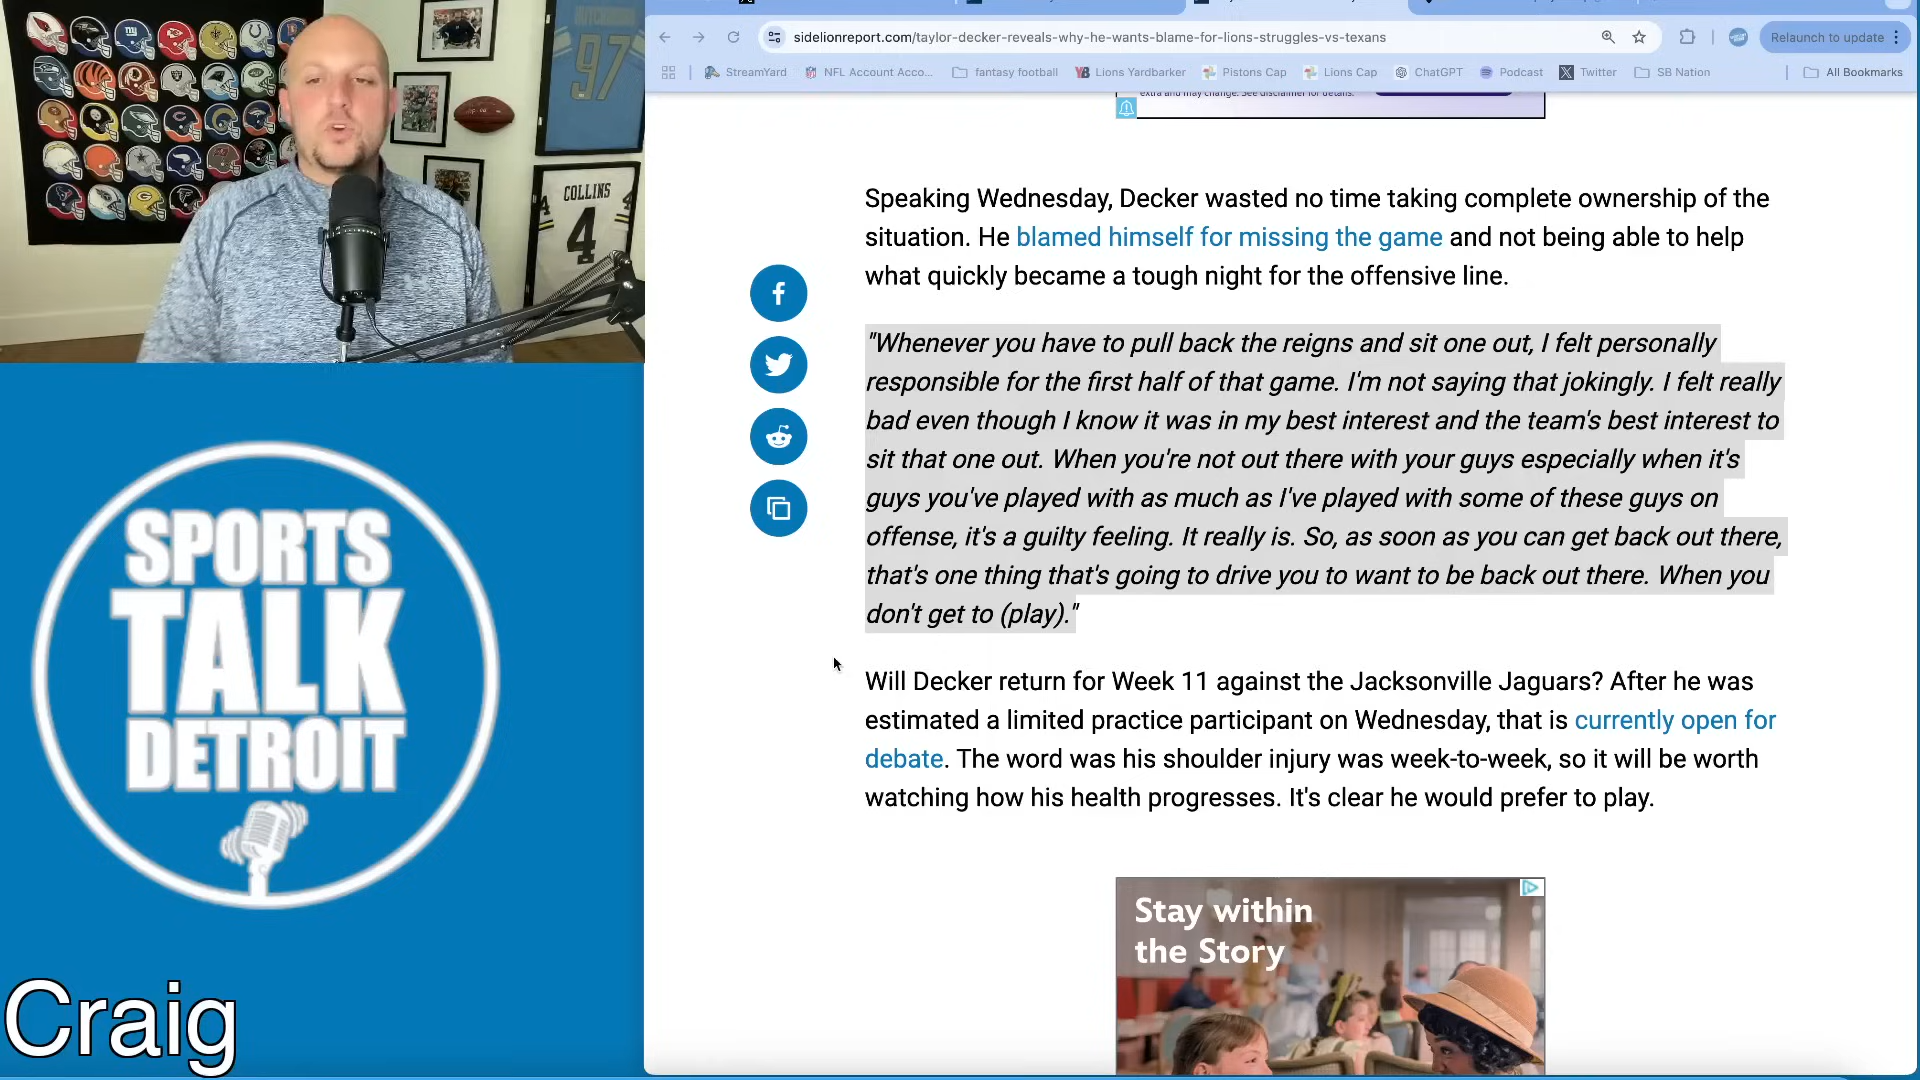 sidelionreport.com/taylor-decker-reveals-why-he-wants-blame-for-lions-struggles-vs-texans
Relaunch to update
StreamYard
NFL Account Acco...
fantasy football
Lions Yardbarker
Pistons Cap
Lions Cap
ChatGPT
Podcast
Twitter
SB Nation
All Bookmarks
extra and may change. See disclaimer for details.
HUTCHINSON
97
COLLINS
4
Speaking Wednesday, Decker wasted no time taking complete ownership of the
situation. He blamed himself for missing the game and not being able to help
what quickly became a tough night for the offensive line.
"Whenever you have to pull back the reigns and sit one out, I felt personally
responsible for the first half of that game. I'm not saying that jokingly. I felt really
bad even though I know it was in my best interest and the team's best interest to
sit that one out. When you're not out there with your guys especially when it's
guys you've played with as much as I've played with some of these guys on
offense, it's a guilty feeling. It really is. So, as soon as you can get back out there,
that's one thing that's going to drive you to want to be back out there. When you
don't get to (play)."
Will Decker return for Week 11 against the Jacksonville Jaguars? After he was
estimated a limited practice participant on Wednesday, that is currently open for
debate. The word was his shoulder injury was week-to-week, so it will be worth
watching how his health progresses. It's clear he would prefer to play.
Stay within
the Story
SPORTS
TALK
DETROIT
Craig